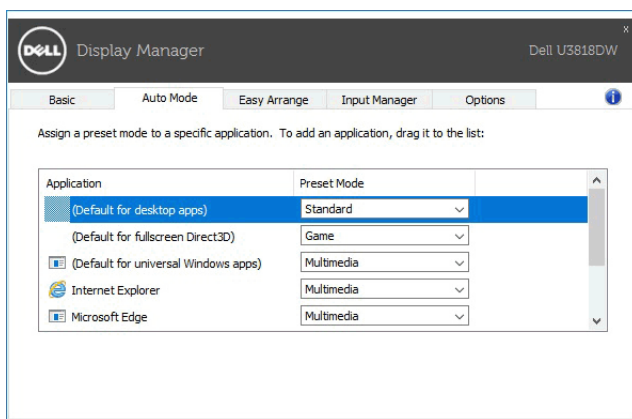 DELL Display Manager Dell U3818DW
x
Basic Auto Mode Easy Arrange Input Manager Options i
Assign a preset mode to a specific application. To add an application, drag it to the list:
Application Preset Mode
(Default for desktop apps) Standard
(Default for fullscreen Direct3D) Game
(Default for universal Windows apps) Multimedia
Internet Explorer Multimedia
Microsoft Edge Multimedia